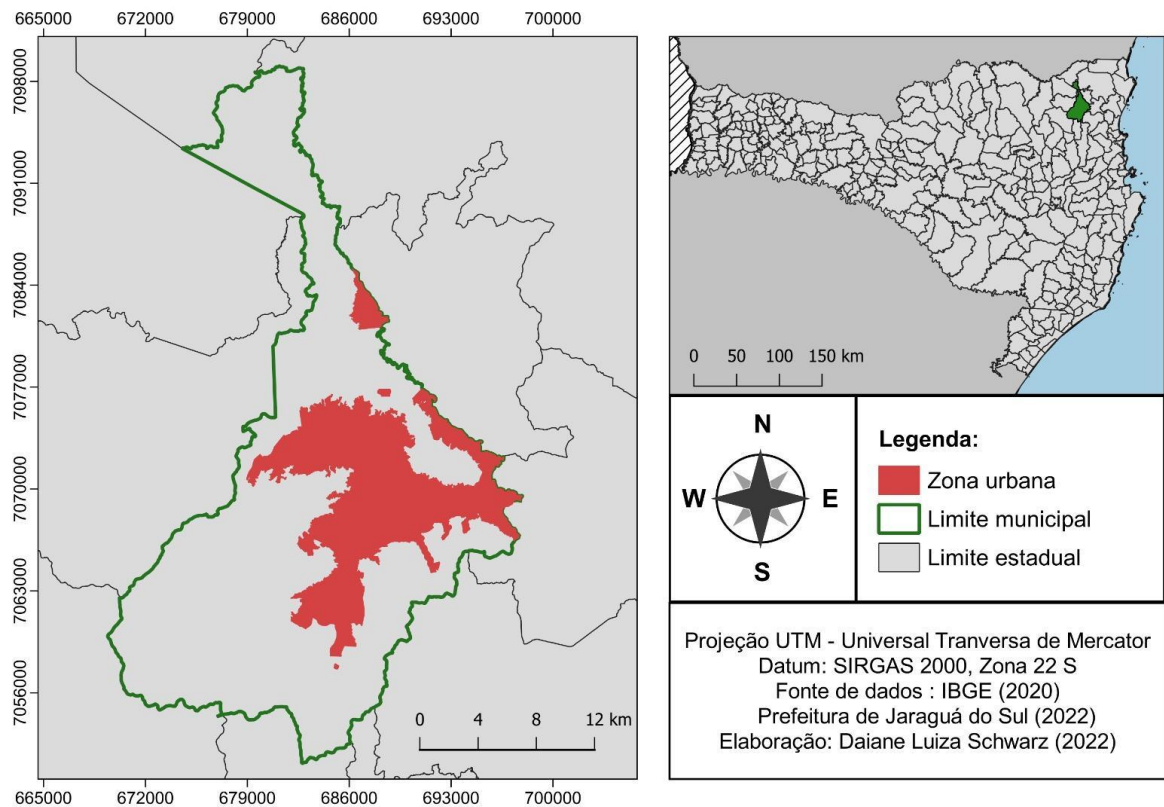 665000 672000 679000 686000 693000 700000
7098000
7091000
7084000
7077000
7070000
7063000
7056000
0 4 8 12 km
665000 672000 679000 686000 693000 700000
0 50 100 150 km
N
W E
S
Legenda:
Zona urbana
Limite municipal
Limite estadual
Projeção UTM - Universal Tranversa de Mercator
Datum: SIRGAS 2000, Zona 22 S
Fonte de dados : IBGE (2020)
Prefeitura de Jaraguá do Sul (2022)
Elaboração: Daiane Luiza Schwarz (2022)